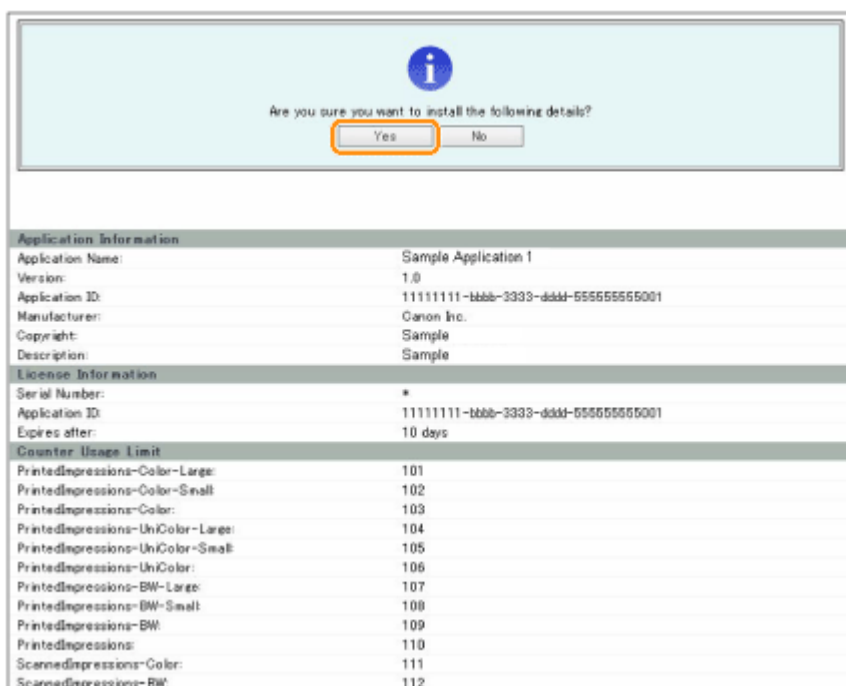 Are you sure you want to install the following details?
Yes No
Application Information
Application Name: Sample Application 1
Version: 1.0
Application ID: 11111111-bbbb-3333-dddd-555555555001
Manufacturer: Canon Inc.
Copyright: Sample
Description: Sample
License Information
Serial Number: *
Application ID: 11111111-bbbb-3333-dddd-555555555001
Expires after: 10 days
Counter Usage Limit
PrintedImpressions-Color-Large: 101
PrintedImpressions-Color-Small: 102
PrintedImpressions-Color: 103
PrintedImpressions-UniColor-Large: 104
PrintedImpressions-UniColor-Small: 105
PrintedImpressions-UniColor: 106
PrintedImpressions-BW-Large: 107
PrintedImpressions-BW-Small: 108
PrintedImpressions-BW: 109
PrintedImpressions: 110
ScannedImpressions-Color: 111
ScannedImpressions-BW: 112